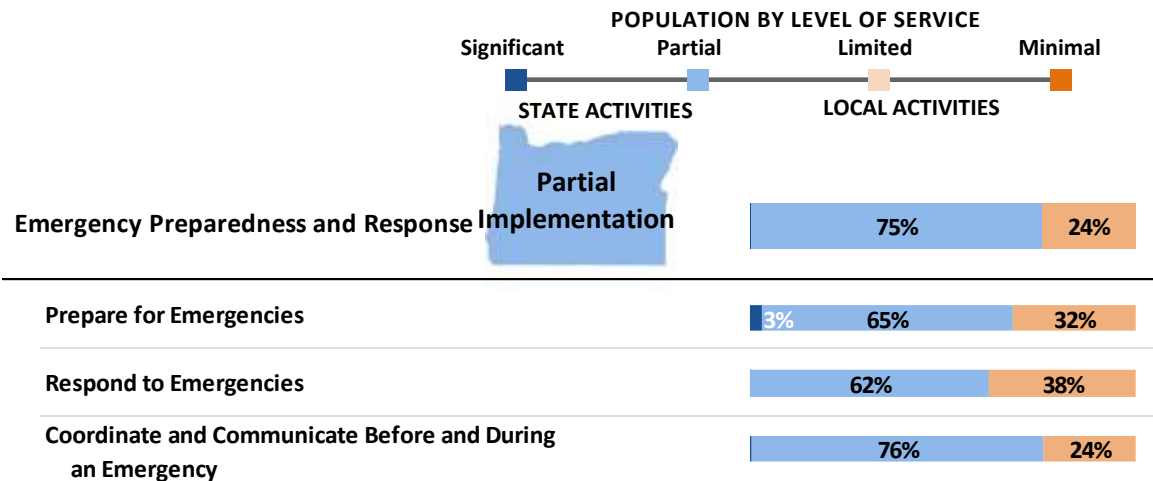 POPULATION BY LEVEL OF SERVICE
Significant Partial Limited Minimal
STATE ACTIVITIES LOCAL ACTIVITIES
Partial
Implementation
Emergency Preparedness and Response 75% 24%
Prepare for Emergencies 3% 65% 32%
Respond to Emergencies 62% 38%
Coordinate and Communicate Before and During
an Emergency
76% 24%